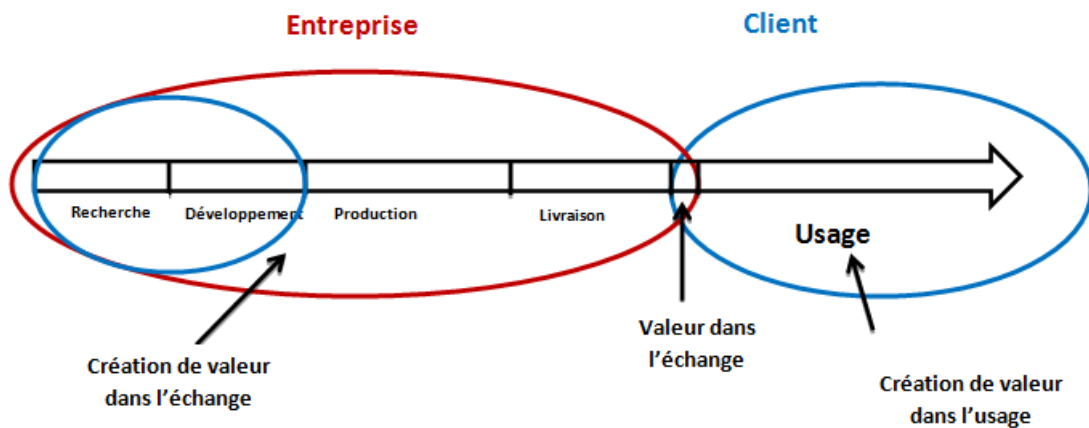 Entreprise
Client
Recherche
Développement
Production
Livraison
Usage
Création de valeur
dans l'échange
Valeur dans
l'échange
Création de valeur
dans l'usage